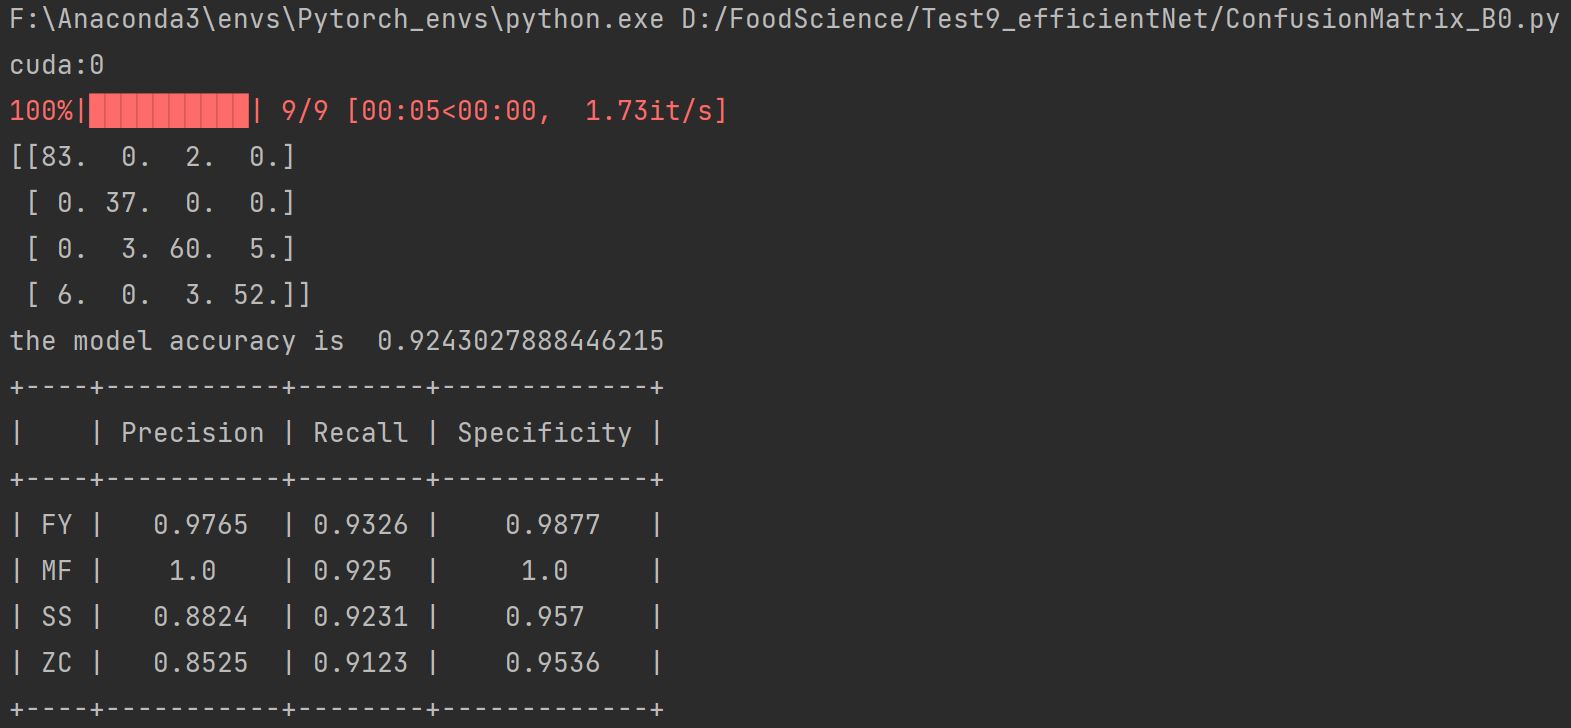 F:\Anaconda3\envs\Pytorch_envs\python.exe D:/FoodScience/Test9_efficientNet/ConfusionMatrix_B0.py
cuda:0
100%|██████████| 9/9 [00:05<00:00,  1.73it/s]
[[83.  0.  2.  0.]
 [ 0. 37.  0.  0.]
 [ 0.  3. 60.  5.]
 [ 6.  0.  3. 52.]]
the model accuracy is  0.9243027888446215
+----+-----------+--------+-------------+
|    | Precision | Recall | Specificity |
+----+-----------+--------+-------------+
| FY |   0.9765  | 0.9326 |    0.9877   |
| MF |    1.0    | 0.925  |     1.0     |
| SS |   0.8824  | 0.9231 |    0.957    |
| ZC |   0.8525  | 0.9123 |    0.9536   |
+----+-----------+--------+-------------+